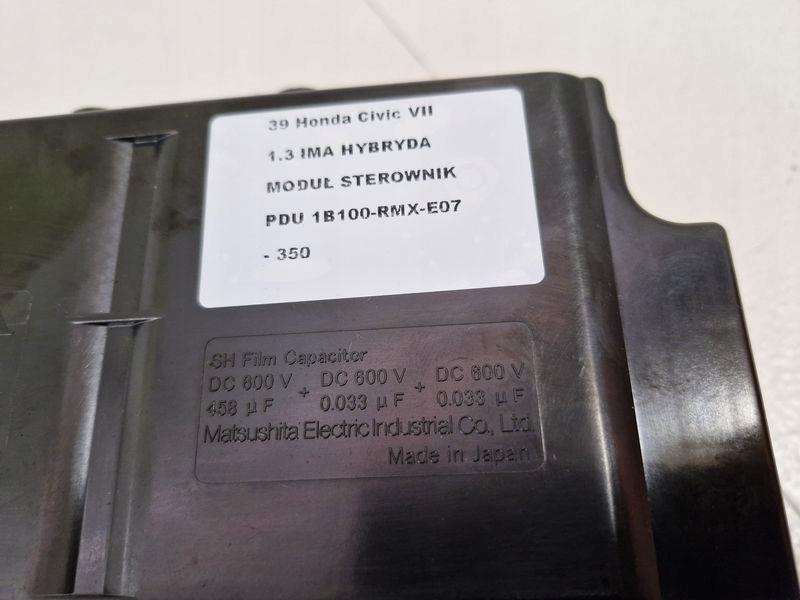 39 Honda Civic VII
1.3 IMA HYBRYDA
MODUŁ STEROWNIK
PDU 1B100-RMX-E07
- 350
SH Film Capacitor
DC 600 V + DC 600 V + DC 600 V
458 μF 0.033 μF 0.033 μF
Matsushita Electric Industrial Co., Ltd.
Made in Japan